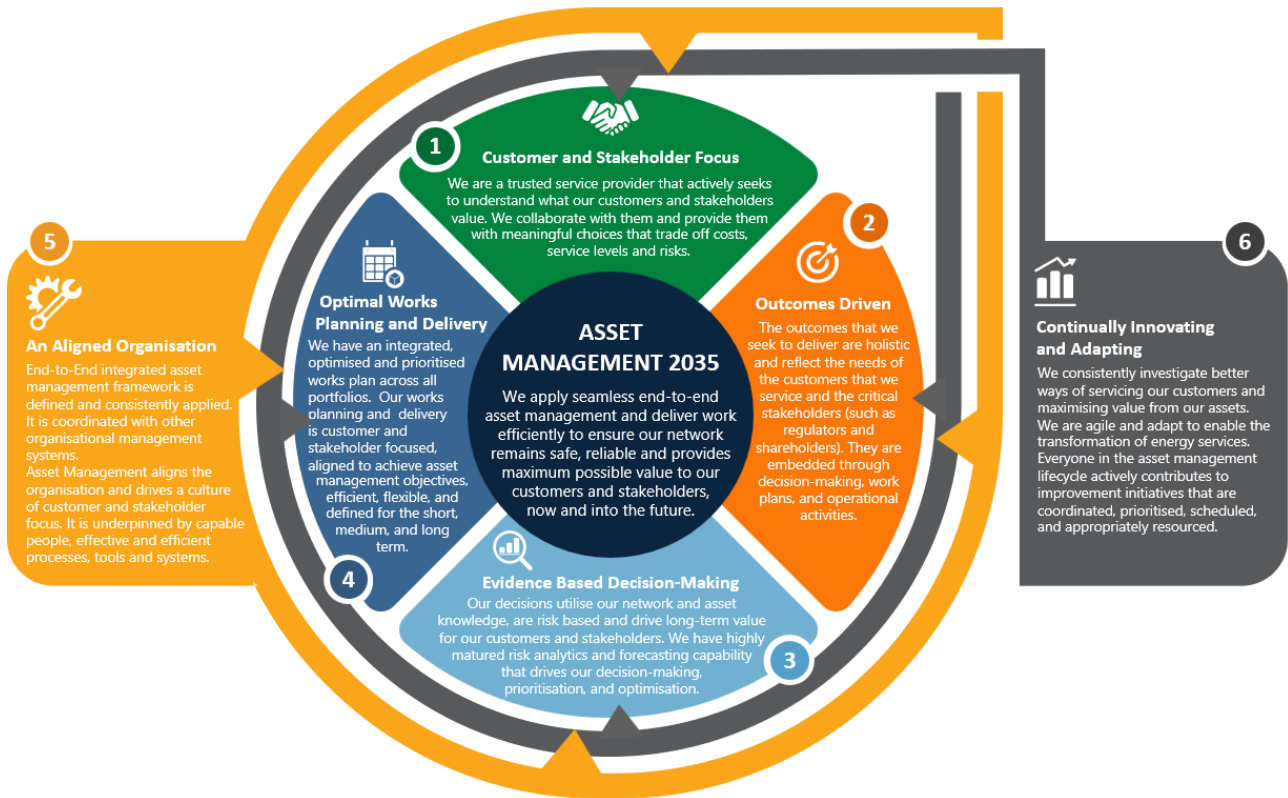 ASSET
MANAGEMENT 2035
We apply seamless end-to-end
asset management and deliver work
efficiently to ensure our network
remains safe, reliable and provides
maximum possible value to our
customers and stakeholders,
now and into the future.
1
Customer and Stakeholder Focus
We are a trusted service provider that actively seeks
to understand what our customers and stakeholders
value. We collaborate with them and provide them
with meaningful choices that trade off costs,
service levels and risks.
2
Outcomes Driven
The outcomes that we
seek to deliver are holistic
and reflect the needs of
the customers that we
service and the critical
stakeholders (such as
regulators and
shareholders). They are
embedded through
decision-making, work
plans, and operational
activities.
3
Evidence Based Decision-Making
Our decisions utilise our network and asset
knowledge, are risk based and drive long-term value
for our customers and stakeholders. We have highly
matured risk analytics and forecasting capability
that drives our decision-making,
prioritisation, and optimisation.
4
Optimal Works
Planning and Delivery
We have an integrated,
optimised and prioritised
works plan across all
portfolios. Our works
planning and delivery
is customer and
stakeholder focused,
aligned to achieve asset
management objectives,
efficient, flexible, and
defined for the short,
medium, and long
term.
5
An Aligned Organisation
End-to-End integrated asset
management framework is
defined and consistently applied.
It is coordinated with other
organisational management
systems.
Asset Management aligns the
organisation and drives a culture
of customer and stakeholder
focus. It is underpinned by capable
people, effective and efficient
processes, tools and systems.
6
Continually Innovating
and Adapting
We consistently investigate better
ways of servicing our customers and
maximising value from our assets.
We are agile and adapt to enable the
transformation of energy services.
Everyone in the asset management
lifecycle actively contributes to
improvement initiatives that are
coordinated, prioritised, scheduled,
and appropriately resourced.